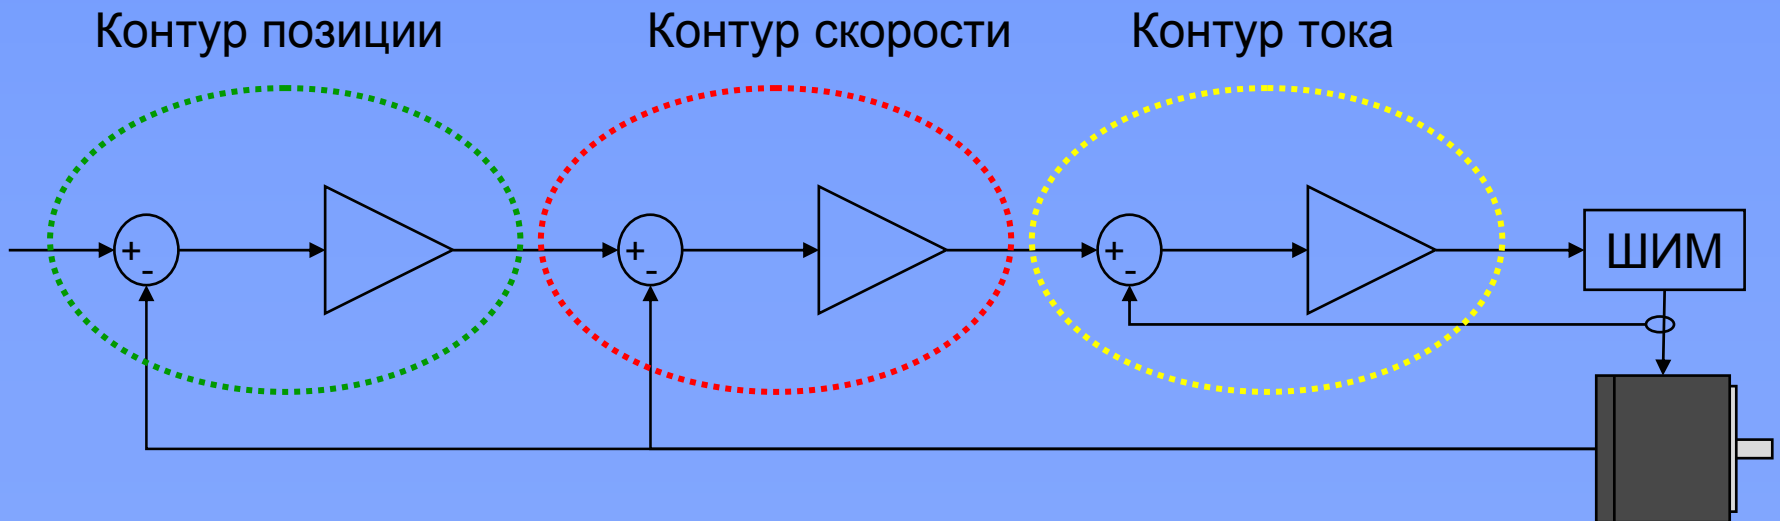 Контур позиции Контур скорости Контур тока
+ + + ШИМ
- - -